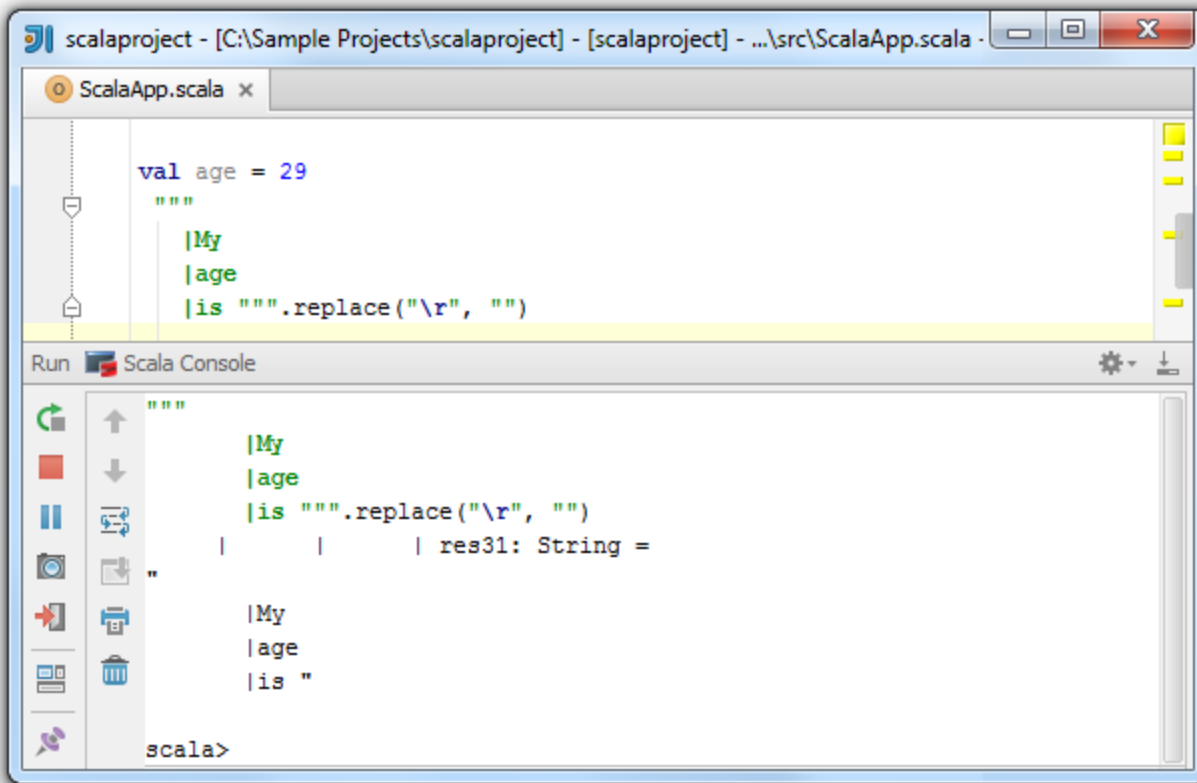 scalaproject - [C:\Sample Projects\scalaproject] - [scalaproject] - ...\src\ScalaApp.scala -
O ScalaApp.scala ×
val age = 29
"""
|My
|age
|is """.replace("\r", "")
Run Scala Console
"""
|My
|age
|is """.replace("\r", "")
| | | res31: String =
"
|My
|age
|is "
scala>